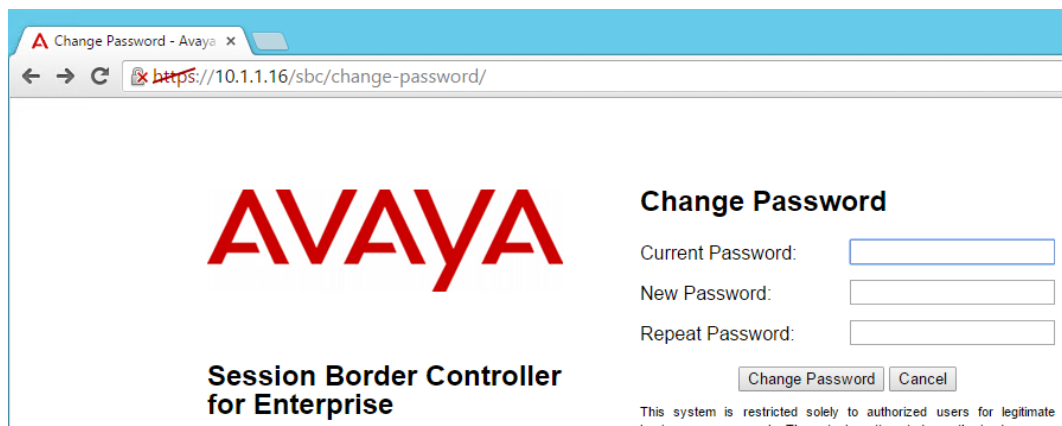 Change Password - Avaya
https://10.1.1.16/sbc/change-password/
AVAYA
Session Border Controller
for Enterprise
Change Password
Current Password:
New Password:
Repeat Password:
Change Password Cancel
This system is restricted solely to authorized users for legitimate